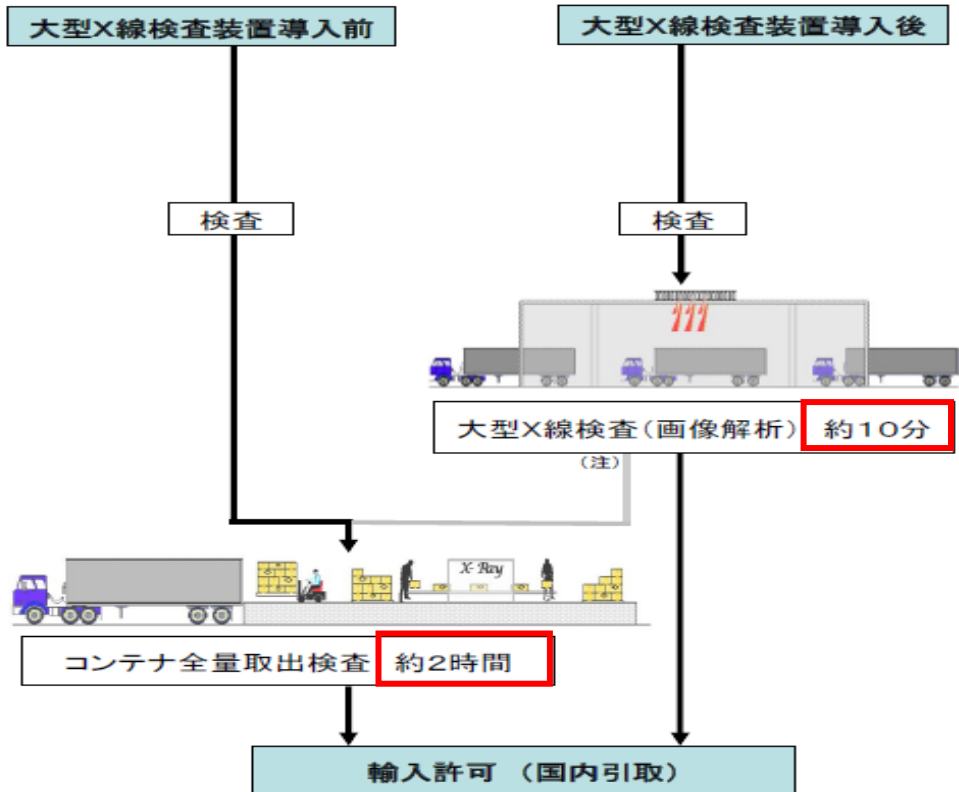 大型X線検査装置導入前
大型X線検査装置導入後
検査
検査
大型X線検査(画像解析) 約10分
(注)
X-Ray
コンテナ全量取出検査 約2時間
輸入許可 (国内引取)